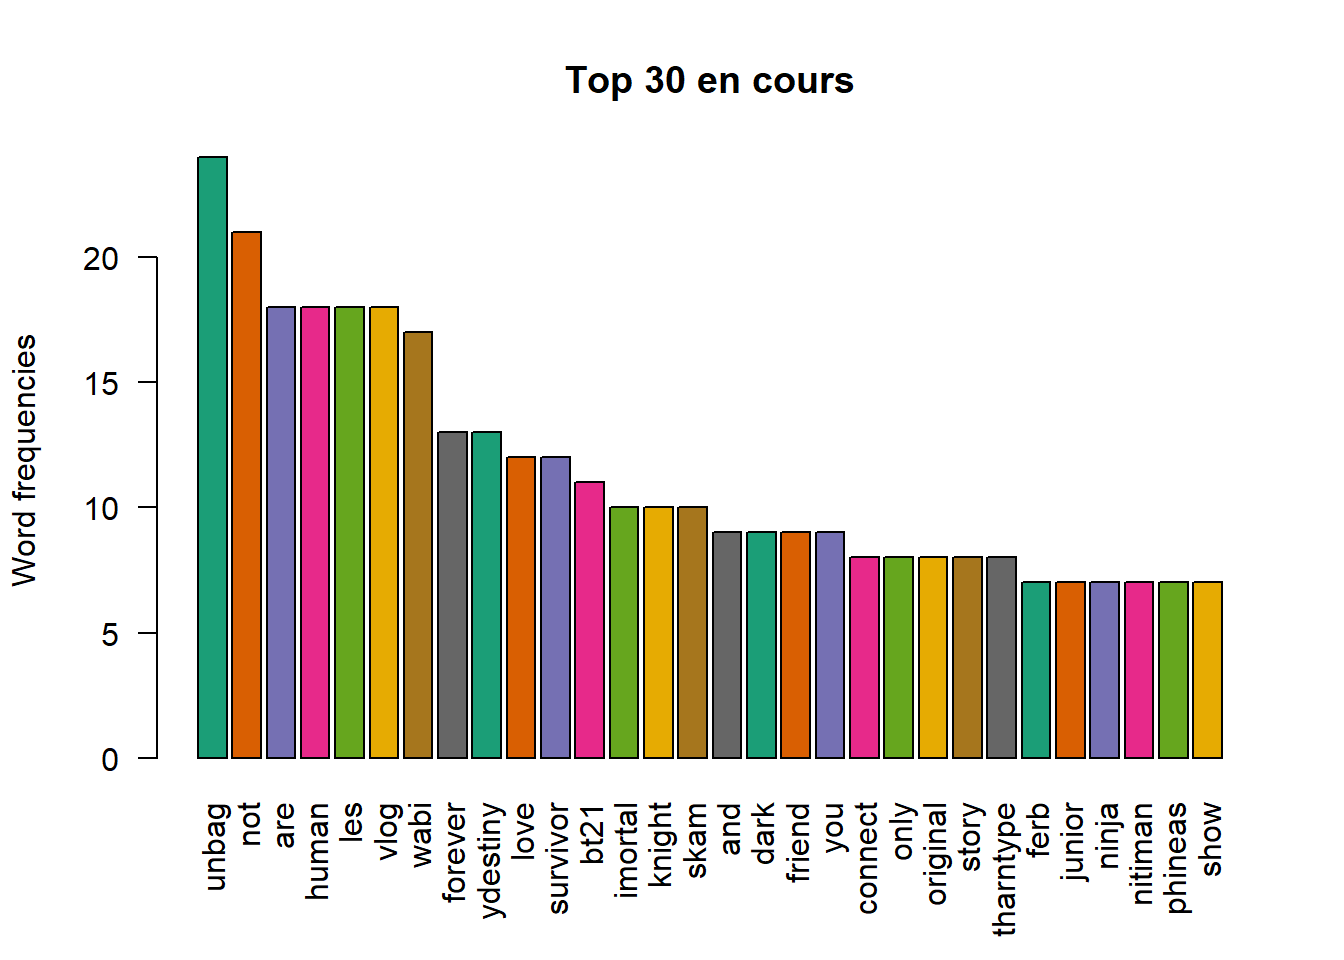 Top 30 en cours
Word frequencies
20
15
10
5
0
unbag
not
are
human
les
vlog
wabi
forever
ydestiny
love
survivor
bt21
imortal
knight
skam
and
dark
friend
you
connect
only
original
story
tharntype
ferb
junior
ninja
nitiman
phineas
show